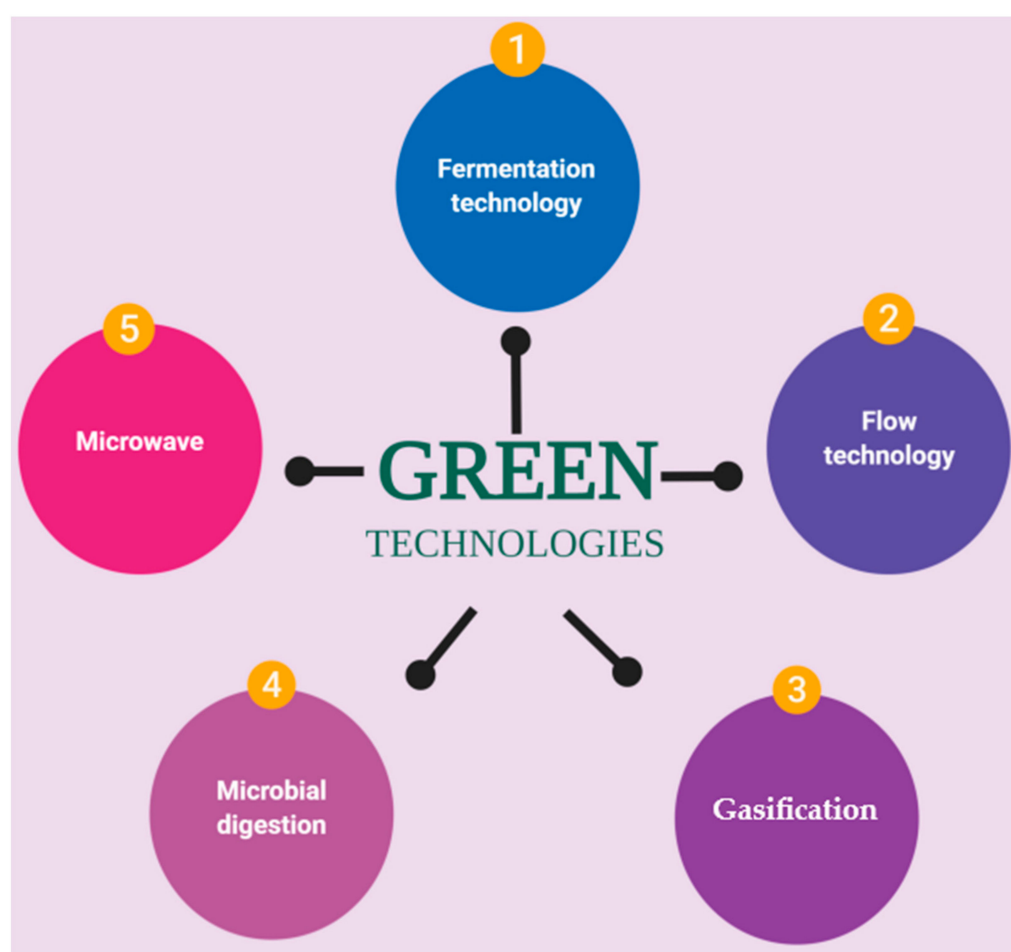 1
Fermentation
technology
2
Flow
technology
5
Microwave
GREEN
TECHNOLOGIES
4
Microbial
digestion
3
Gasification